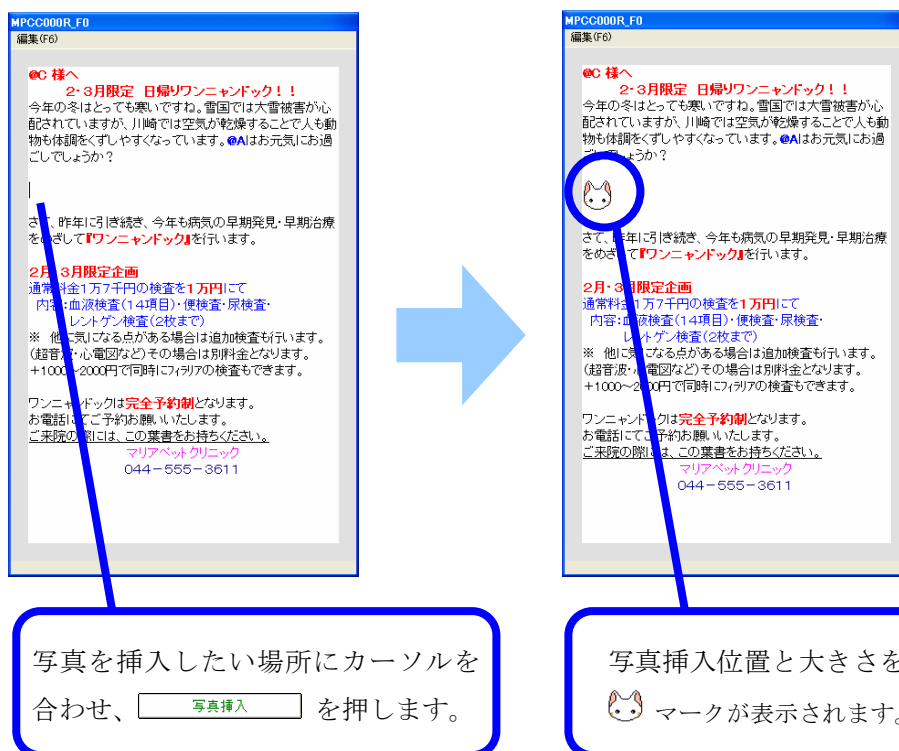 MPCC000R_F0
編集(F6)
@C 様へ
2・3月限定 日帰りワンニャンドック!!
今年の冬はとっても寒いですね。雪国では大雪被害が心
配されていますが、川崎では空気が乾燥することで人も動
物も体調をくずしやすくなっています。@Aはお元気にお過
ごしでしょうか?
さて、昨年に引き続き、今年も病気の早期発見・早期治療
をめざして『ワンニャンドック』を行います。
2月・3月限定企画
通常料金1万7千円の検査を1万円にて
内容:血液検査(14項目)・便検査・尿検査・
レントゲン検査(2枚まで)
※ 他に気になる点がある場合は追加検査も行います。
(超音波・心電図など)その場合は別料金となります。
+1000~2000円で同時にフィラリアの検査もできます。
ワンニャンドックは完全予約制となります。
お電話にてご予約お願いいたします。
ご来院の際には、この葉書をお持ちください。
マリアペットクリニック
044-555-3611
写真を挿入したい場所にカーソルを
合わせ、 写真挿入 を押します。
MPCC000R_F0
編集(F6)
@C 様へ
2・3月限定 日帰りワンニャンドック!!
今年の冬はとっても寒いですね。雪国では大雪被害が心
配されていますが、川崎では空気が乾燥することで人も動
物も体調をくずしやすくなっています。@Aはお元気にお過
ごしでしょうか?
さて、昨年に引き続き、今年も病気の早期発見・早期治療
をめざして『ワンニャンドック』を行います。
2月・3月限定企画
通常料金1万7千円の検査を1万円にて
内容:血液検査(14項目)・便検査・尿検査・
レントゲン検査(2枚まで)
※ 他に気になる点がある場合は追加検査も行います。
(超音波・心電図など)その場合は別料金となります。
+1000~2000円で同時にフィラリアの検査もできます。
ワンニャンドックは完全予約制となります。
お電話にてご予約お願いいたします。
ご来院の際には、この葉書をお持ちください。
マリアペットクリニック
044-555-3611
写真挿入位置と大きさを
マークが表示されます。